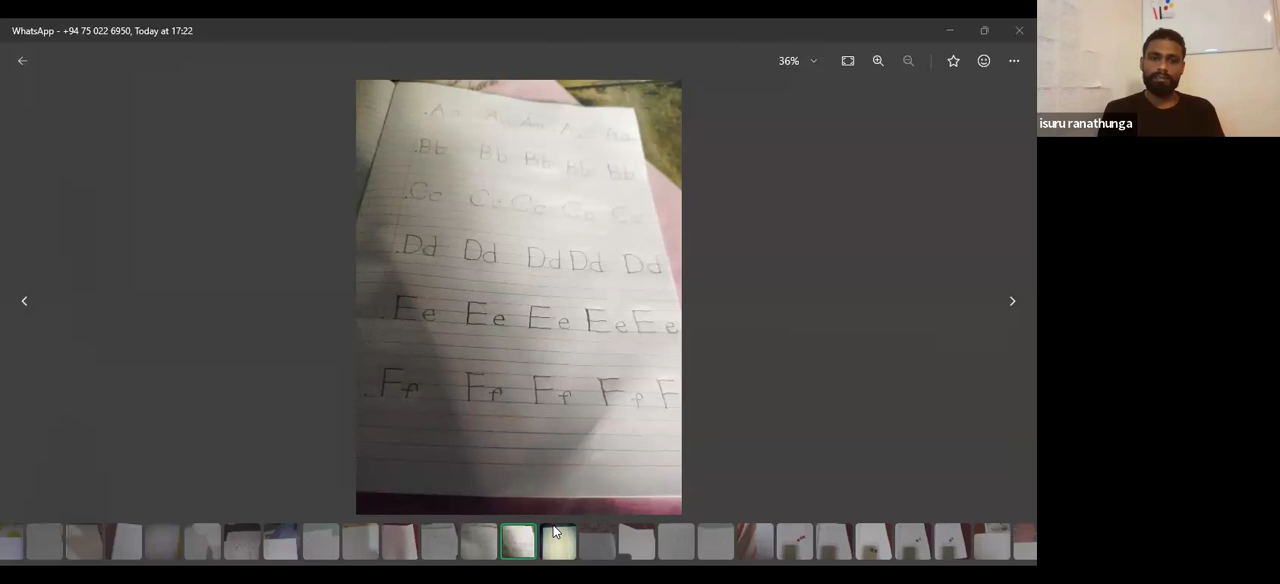 WhatsApp - +94 75 022 6950, Today at 17:22
36%
isuru ranathunga
.Aa A Aa A Aa
.Bb Bb Bb Bb Bb
.Cc Cc Cc Cc Cc
.Dd Dd Dd Dd Dd
.Ee Ee Ee Ee Ee
.Ff Ff Ff Ff F